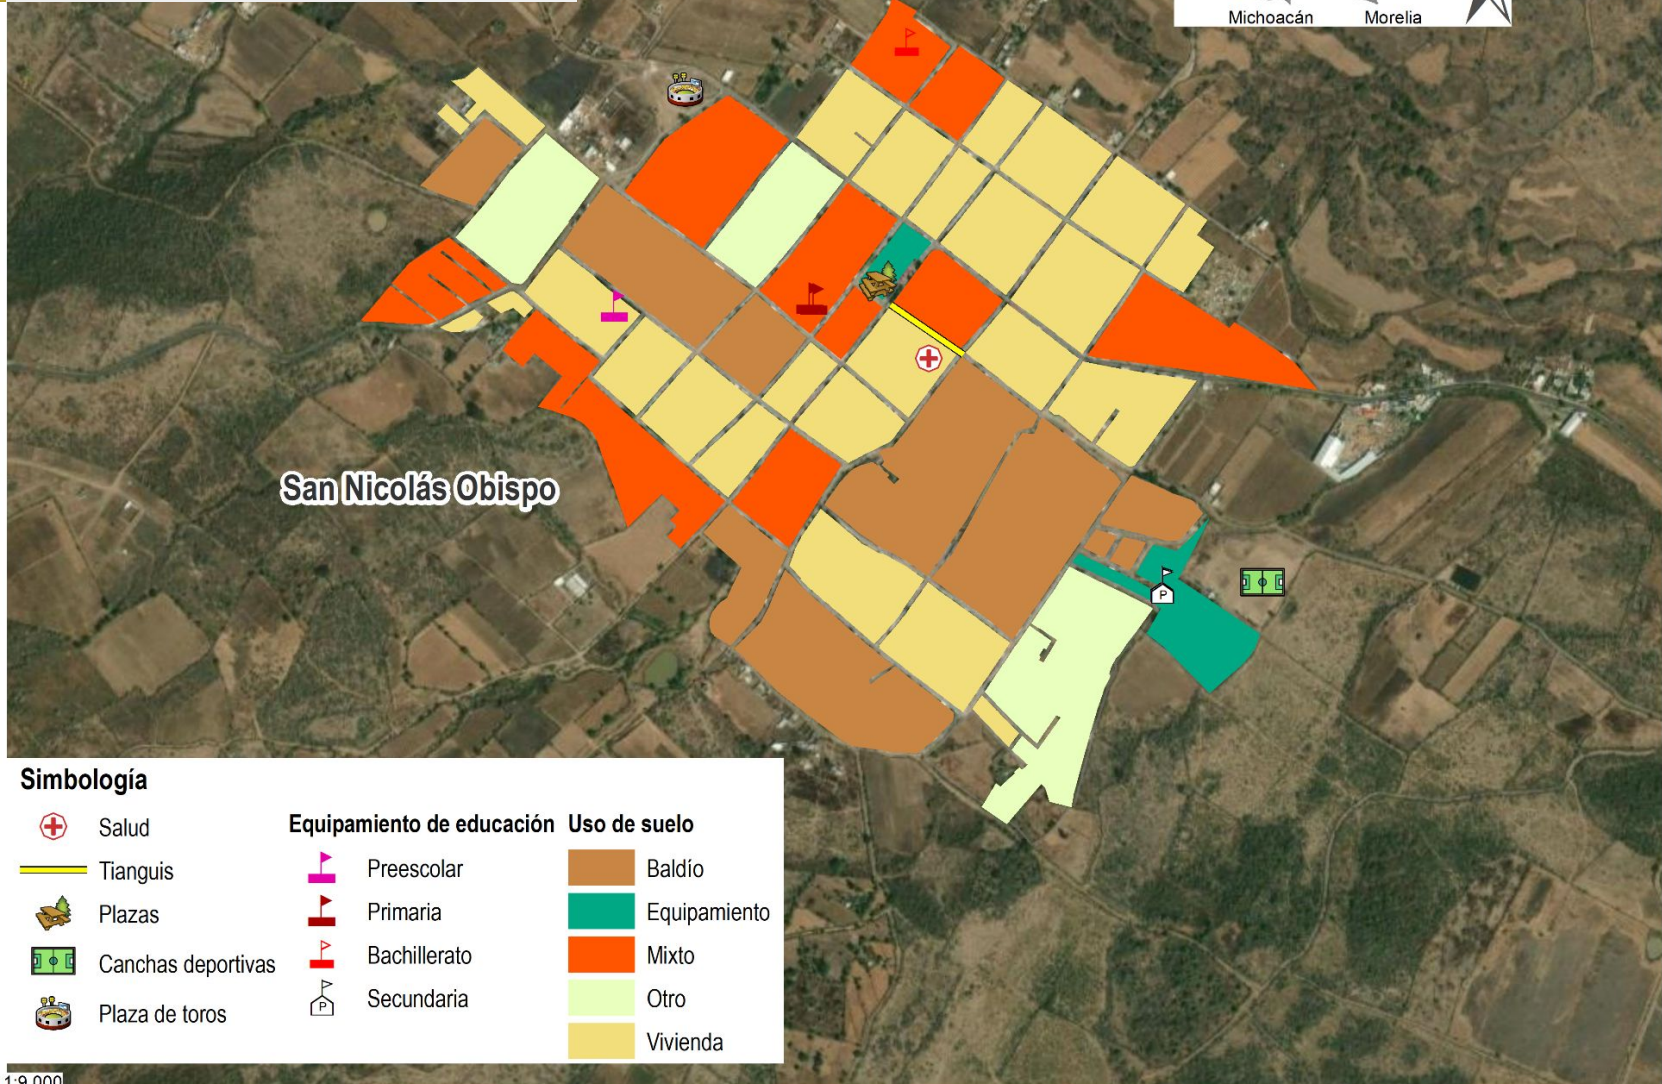 Michoacán Morelia
San Nicolás Obispo
P
Simbología
Salud
Tianguis
Plazas
Canchas deportivas
Plaza de toros
Equipamiento de educación
Preescolar
Primaria
Bachillerato
Secundaria
P
Uso de suelo
Baldío
Equipamiento
Mixto
Otro
Vivienda
1:9,000